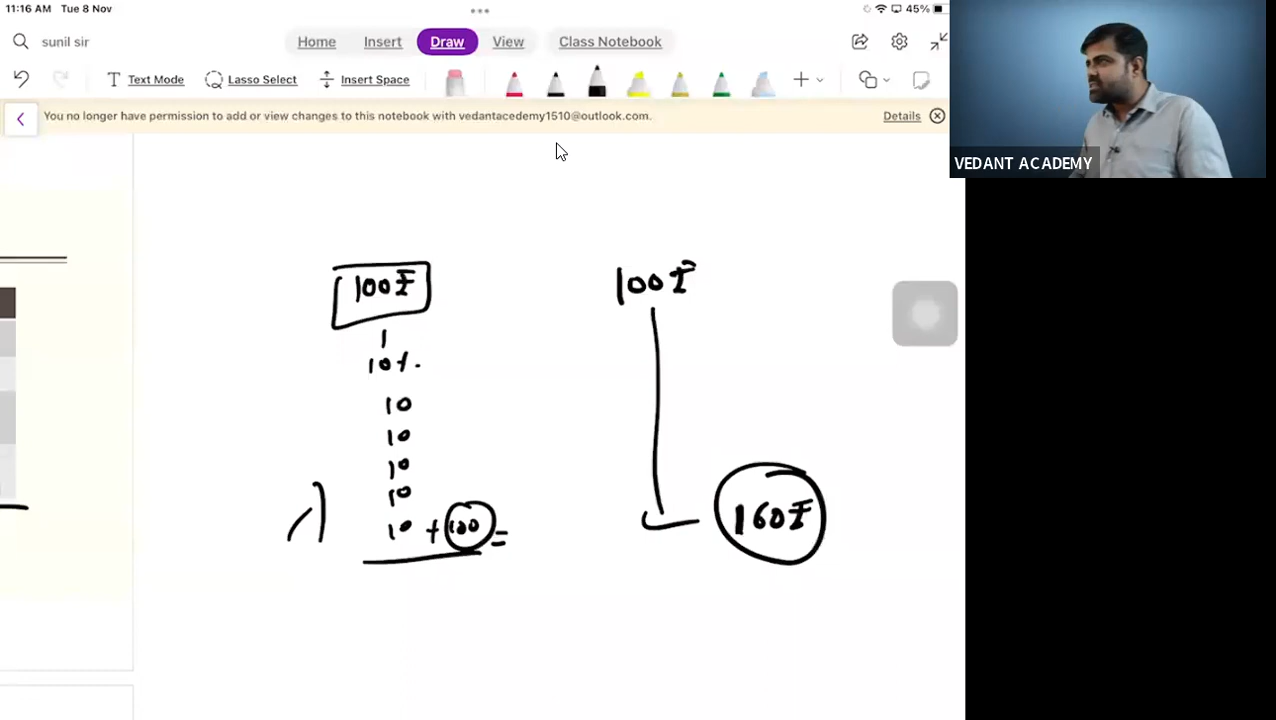 11:16 AM Tue 8 Nov
45%
sunil sir
Home Insert Draw View Class Notebook
Text Mode Lasso Select Insert Space
You no longer have permission to add or view changes to this notebook with vedantacedemy1510@outlook.com.
Details
VEDANT ACADEMY
100₹ 100₹
10%.
10
10
10
10
10 + 100 =
160₹